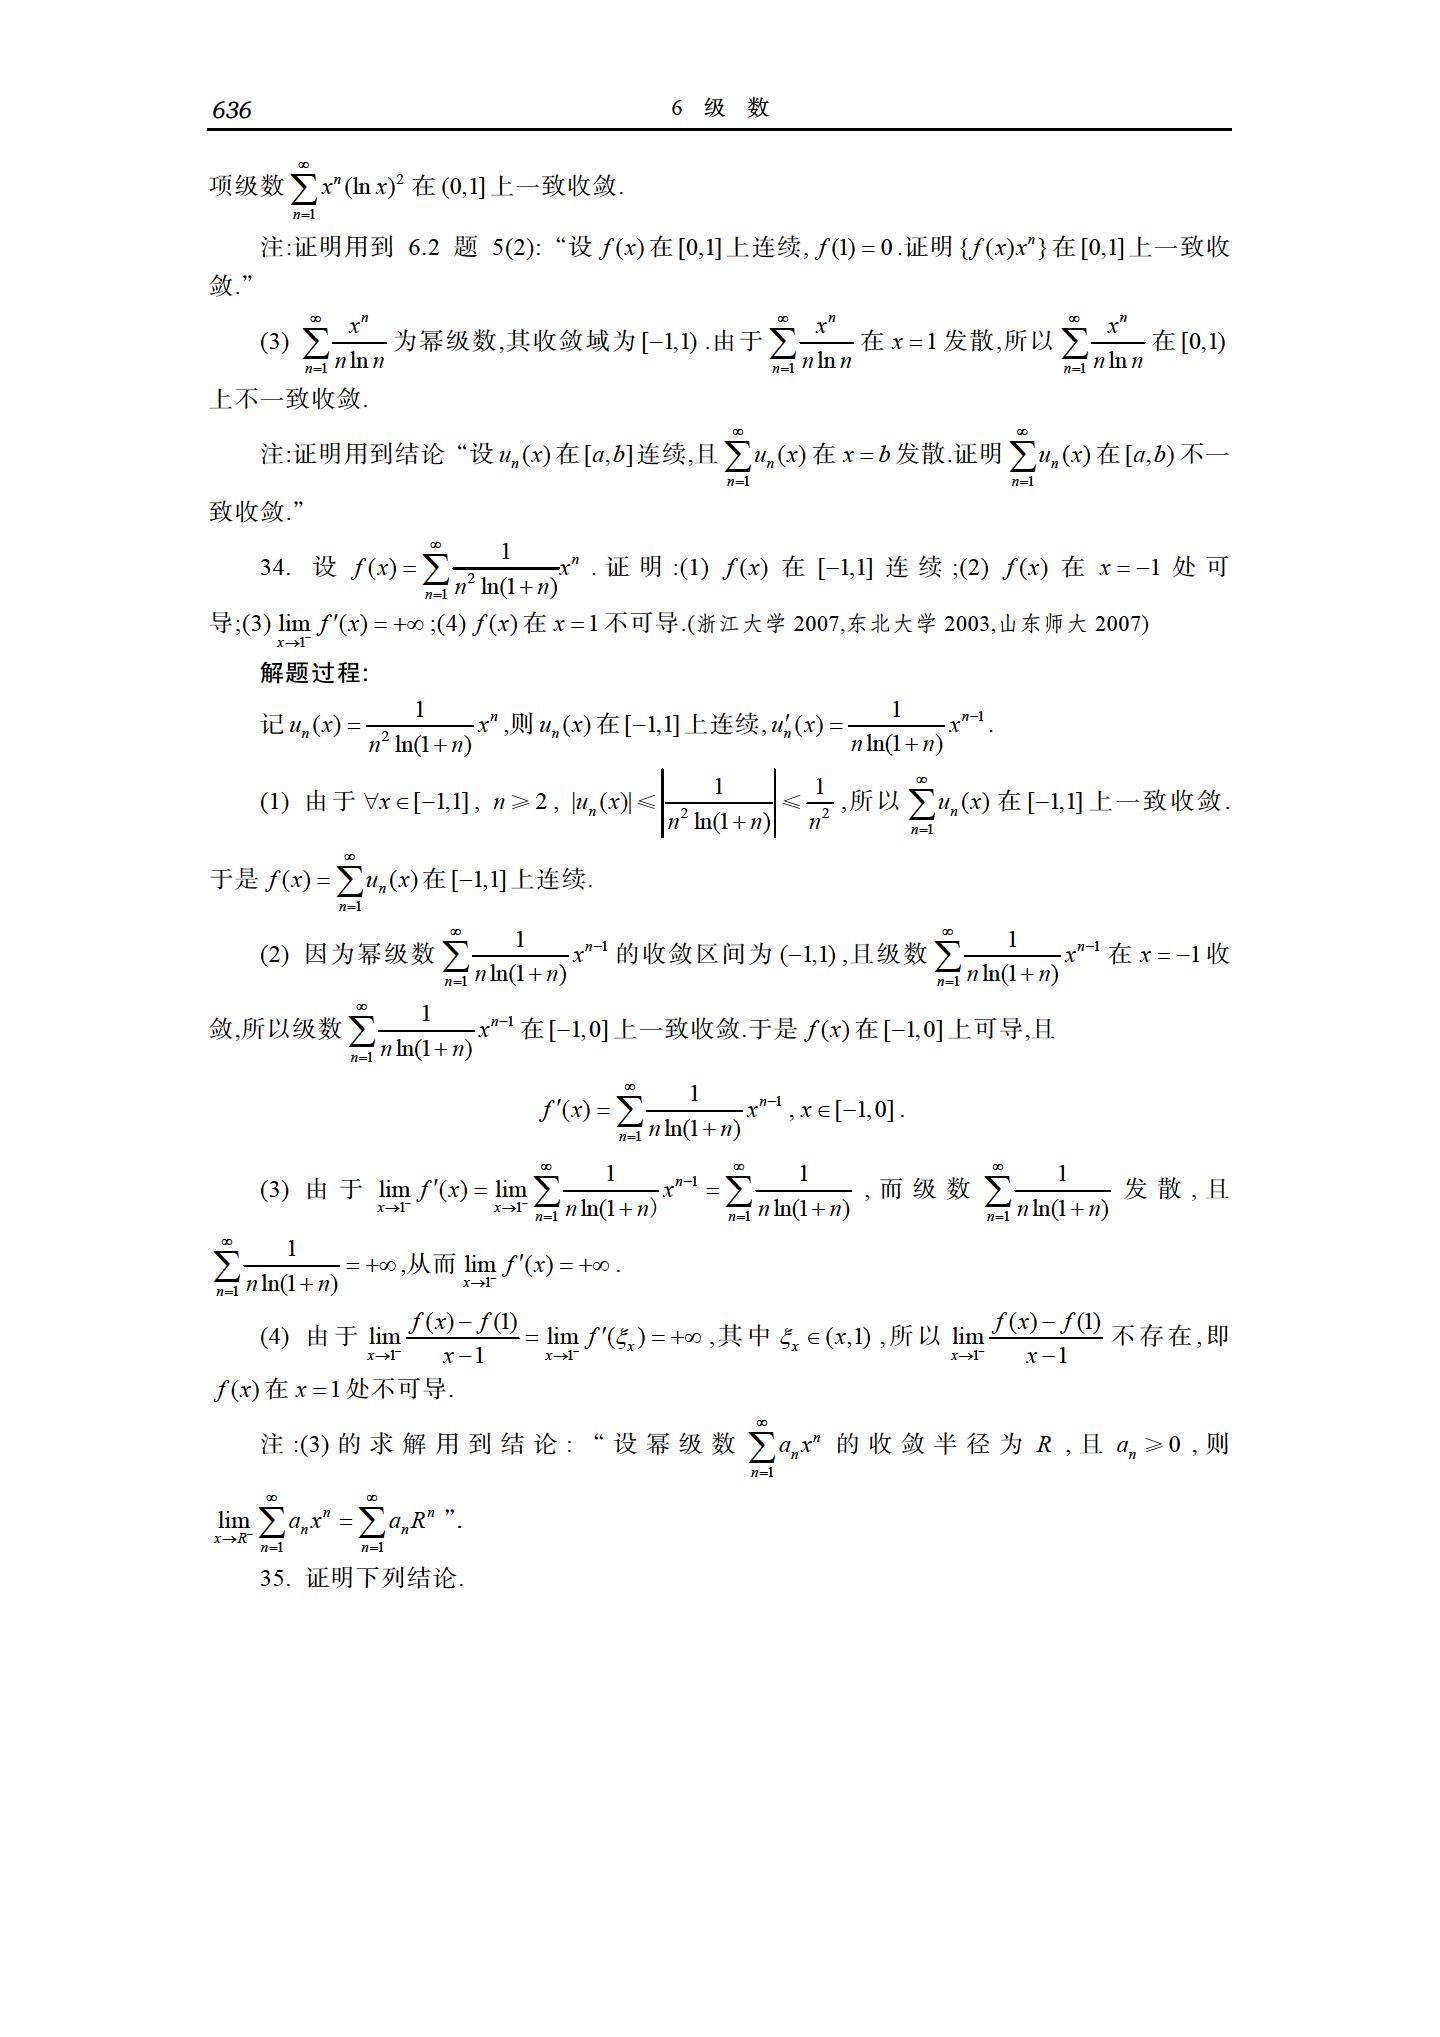 636 6 级 数
项级数 $\sum_{n=1}^{\infty} x^n (\ln x)^2$ 在 $(0,1]$ 上一致收敛.
注:证明用到 6.2 题 5(2): “设 $f(x)$ 在 $[0,1]$ 上连续, $f(1)=0$ .证明 $\{f(x)x^n\}$ 在 $[0,1]$ 上一致收
敛.”
(3) $\sum_{n=1}^{\infty} \frac{x^n}{n\ln n}$ 为幂级数,其收敛域为 $[-1,1)$ .由于 $\sum_{n=1}^{\infty} \frac{x^n}{n\ln n}$ 在 $x=1$ 发散,所以 $\sum_{n=1}^{\infty} \frac{x^n}{n\ln n}$ 在 $[0,1)$
上不一致收敛.
注:证明用到结论“设 $u_n(x)$ 在 $[a,b]$ 连续,且 $\sum_{n=1}^{\infty} u_n(x)$ 在 $x=b$ 发散.证明 $\sum_{n=1}^{\infty} u_n(x)$ 在 $[a,b)$ 不一
致收敛.”
34. 设 $f(x)=\sum_{n=1}^{\infty} \frac{1}{n^2\ln(1+n)}x^n$ .证明:(1) $f(x)$ 在 $[-1,1]$ 连续;(2) $f(x)$ 在 $x=-1$ 处可
导;(3) $\lim_{x\to 1^-} f'(x)=+\infty$ ;(4) $f(x)$ 在 $x=1$ 不可导.(浙江大学 2007,东北大学 2003,山东师大 2007)
解题过程:
记 $u_n(x)=\frac{1}{n^2\ln(1+n)}x^n$ ,则 $u_n(x)$ 在 $[-1,1]$ 上连续, $u_n'(x)=\frac{1}{n\ln(1+n)}x^{n-1}$ .
(1) 由于 $\forall x\in[-1,1]$ , $n\geqslant 2$ , $|u_n(x)|\leqslant\left|\frac{1}{n^2\ln(1+n)}\right|\leqslant\frac{1}{n^2}$ ,所以 $\sum_{n=1}^{\infty} u_n(x)$ 在 $[-1,1]$ 上一致收敛.
于是 $f(x)=\sum_{n=1}^{\infty} u_n(x)$ 在 $[-1,1]$ 上连续.
(2) 因为幂级数 $\sum_{n=1}^{\infty} \frac{1}{n\ln(1+n)}x^{n-1}$ 的收敛区间为 $(-1,1)$ ,且级数 $\sum_{n=1}^{\infty} \frac{1}{n\ln(1+n)}x^{n-1}$ 在 $x=-1$ 收
敛,所以级数 $\sum_{n=1}^{\infty} \frac{1}{n\ln(1+n)}x^{n-1}$ 在 $[-1,0]$ 上一致收敛.于是 $f(x)$ 在 $[-1,0]$ 上可导,且
$f'(x)=\sum_{n=1}^{\infty} \frac{1}{n\ln(1+n)}x^{n-1}$ , $x\in[-1,0]$ .
(3) 由于 $\lim_{x\to 1^-} f'(x)=\lim_{x\to 1^-}\sum_{n=1}^{\infty} \frac{1}{n\ln(1+n)}x^{n-1}=\sum_{n=1}^{\infty} \frac{1}{n\ln(1+n)}$ ,而级数 $\sum_{n=1}^{\infty} \frac{1}{n\ln(1+n)}$ 发散,且
$\sum_{n=1}^{\infty} \frac{1}{n\ln(1+n)}=+\infty$ ,从而 $\lim_{x\to 1^-} f'(x)=+\infty$ .
(4) 由于 $\lim_{x\to 1^-}\frac{f(x)-f(1)}{x-1}=\lim_{x\to 1^-} f'(\xi_x)=+\infty$ ,其中 $\xi_x\in(x,1)$ ,所以 $\lim_{x\to 1^-}\frac{f(x)-f(1)}{x-1}$ 不存在,即
$f(x)$ 在 $x=1$ 处不可导.
注:(3)的求解用到结论:“设幂级数 $\sum_{n=1}^{\infty} a_n x^n$ 的收敛半径为 $R$ ,且 $a_n\geqslant 0$ ,则
$\lim_{x\to R^-}\sum_{n=1}^{\infty} a_n x^n=\sum_{n=1}^{\infty} a_n R^n$ ”.
35. 证明下列结论.